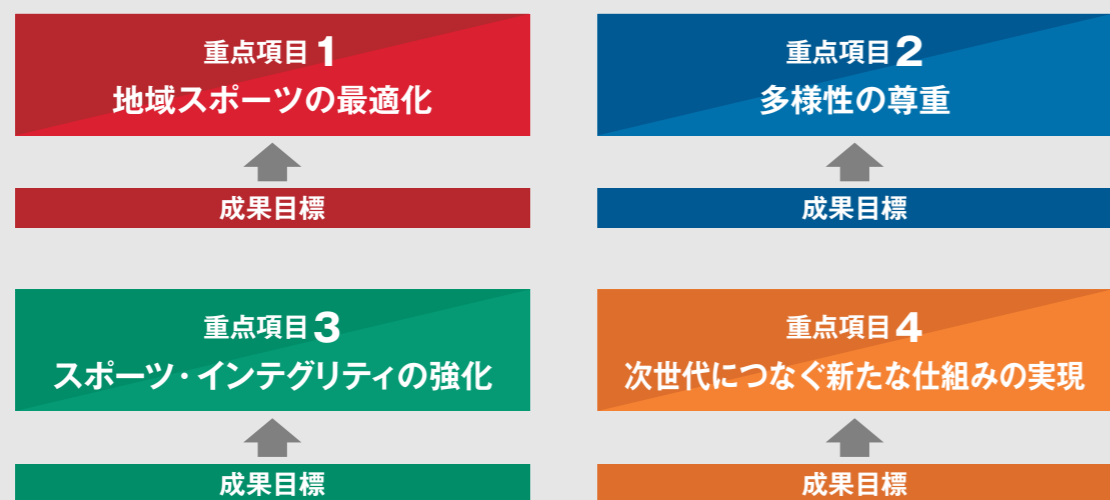 重点項目1
地域スポーツの最適化
成果目標
重点項目2
多様性の尊重
成果目標
重点項目3
スポーツ・インテグリティの強化
成果目標
重点項目4
次世代につなぐ新たな仕組みの実現
成果目標